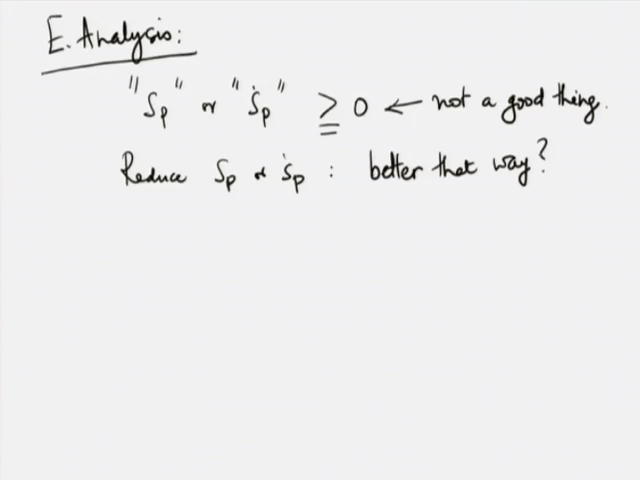 E. Analysis:
"Sp" or "Ṡp" ≥ 0 ← not a good thing.
Reduce Sp or Ṡp : better that way?